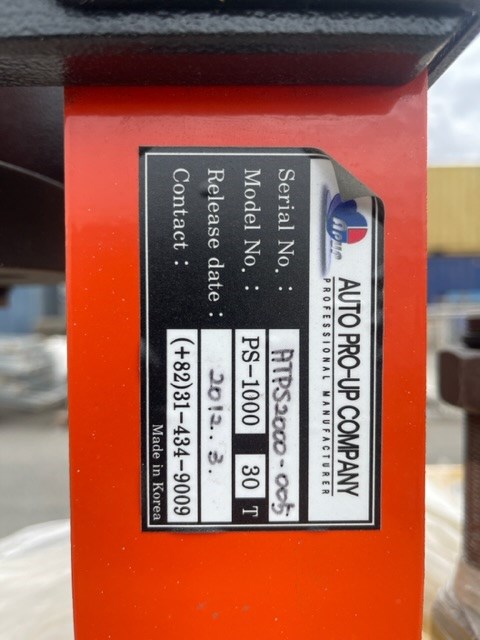 AUTO PRO-UP COMPANY
PROFESSIONAL MANUFACTURER
Serial No. : ATPS2000-005
Model No. : PS-1000 30 T
Release date : 2012. 3.
Contact : (+82)31-434-9009
Made in Korea